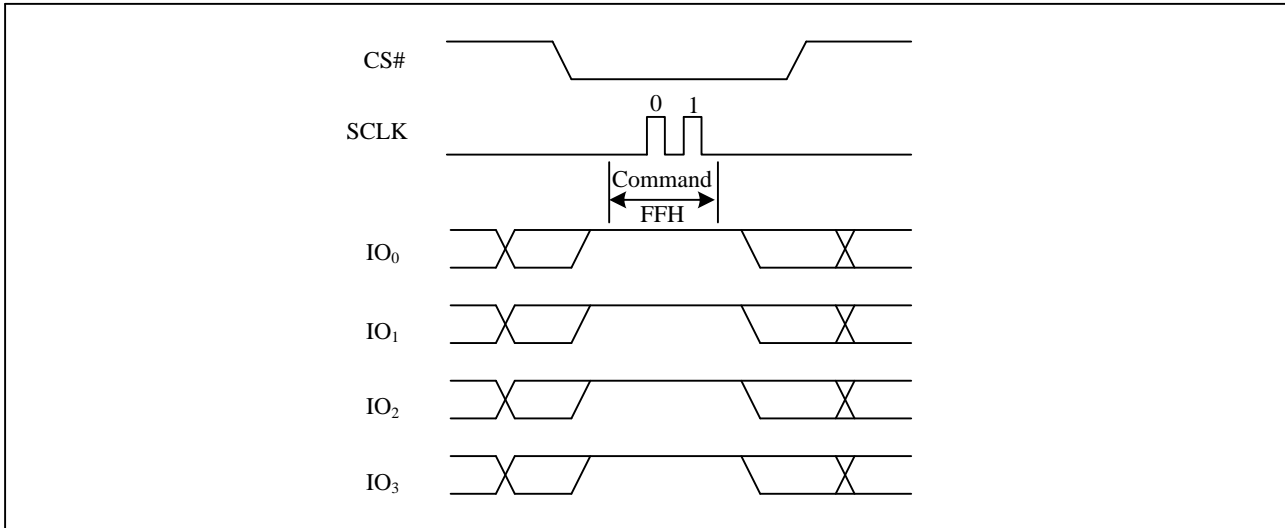 CS#
0 1
SCLK
Command
FFH
IO₀
IO₁
IO₂
IO₃